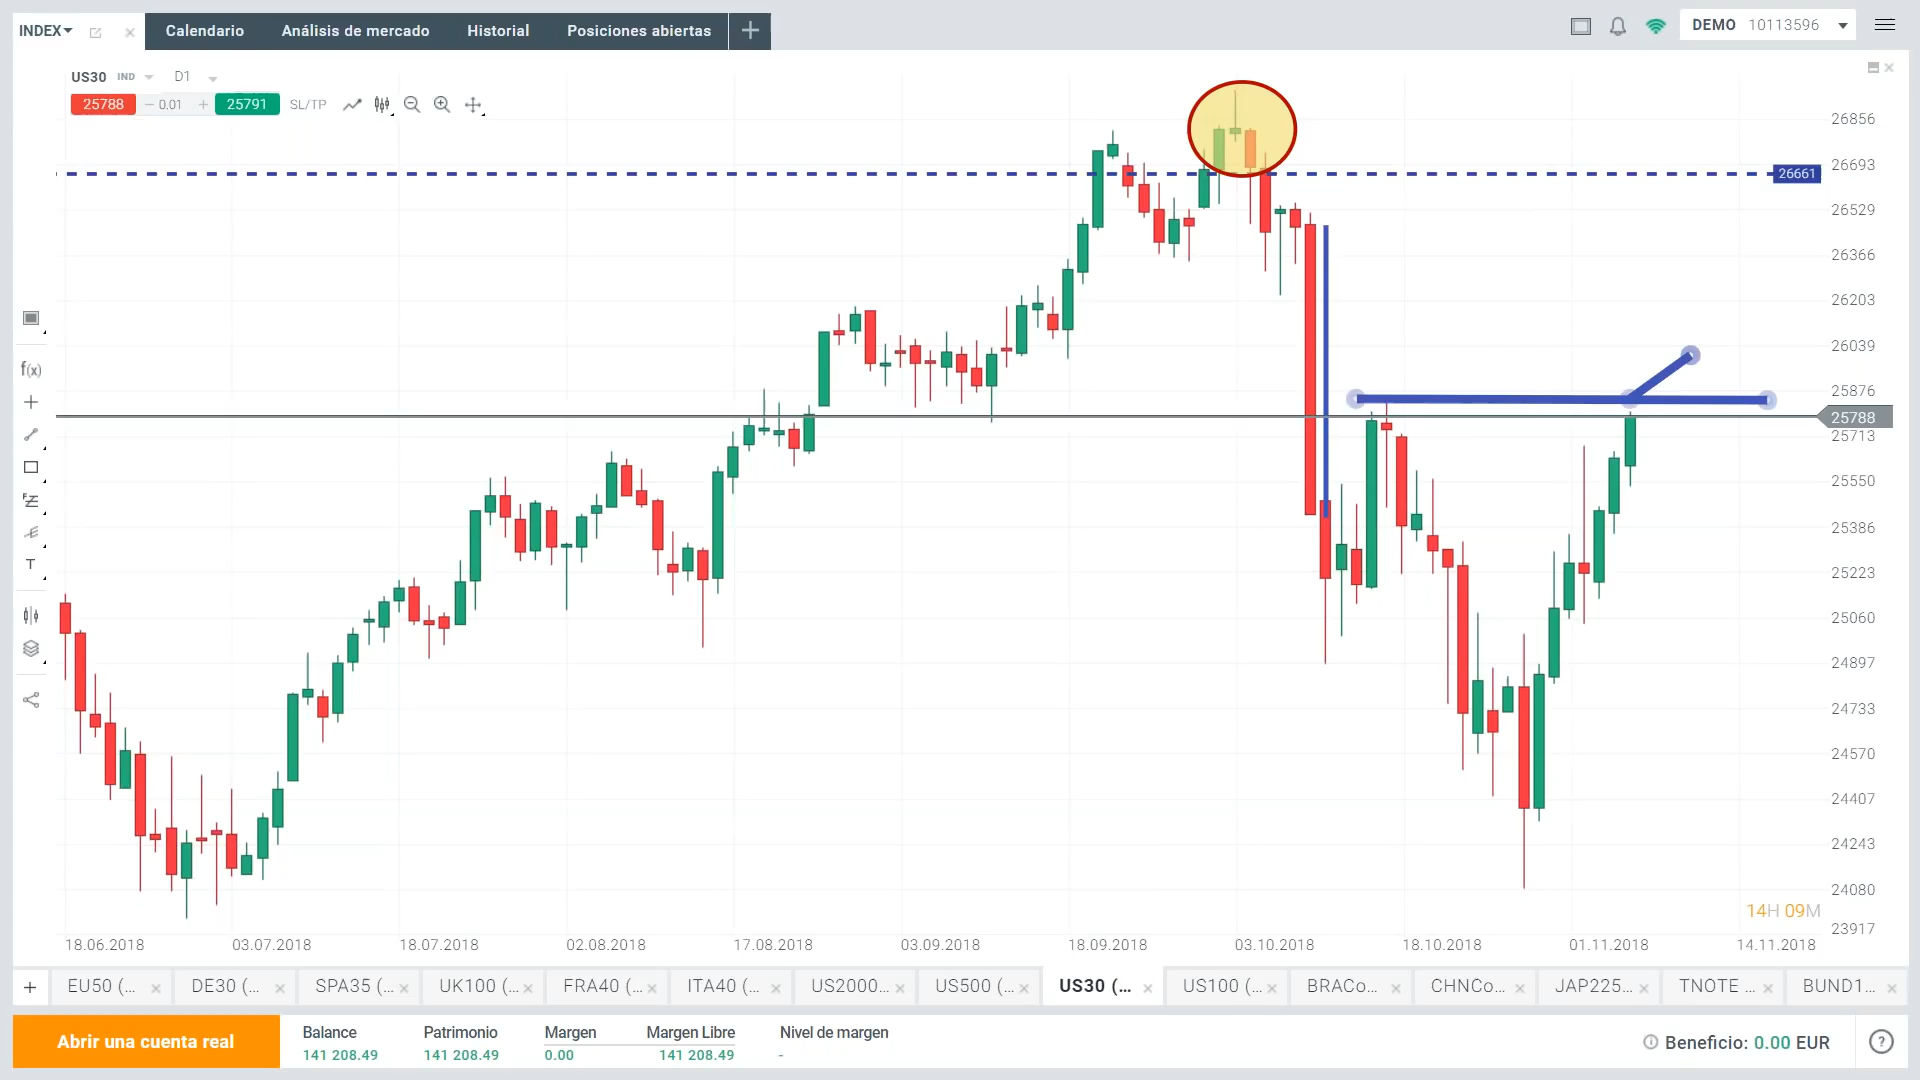 INDEX
Calendario
Análisis de mercado
Historial
Posiciones abiertas
DEMO 10113596
US30 IND D1
25788 0.01 25791 SL/TP
26856
26693
26661
26529
26366
26203
26039
25876
25788
25713
25550
25386
25223
25060
24897
24733
24570
24407
24243
24080
23917
f(x)
T
14H 09M
18.06.2018
03.07.2018
18.07.2018
02.08.2018
17.08.2018
03.09.2018
18.09.2018
03.10.2018
18.10.2018
01.11.2018
14.11.2018
EU50 (...
DE30 (...
SPA35 (...
UK100 (...
FRA40 (...
ITA40 (...
US2000...
US500 (...
US30 (...
US100 (...
BRACo...
CHNCo...
JAP225...
TNOTE ...
BUND1...
Abrir una cuenta real
Balance
141 208.49
Patrimonio
141 208.49
Margen
0.00
Margen Libre
141 208.49
Nivel de margen
-
Beneficio: 0.00 EUR
?